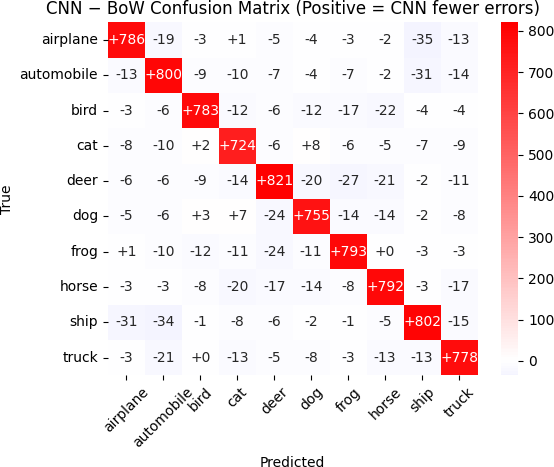 CNN − BoW Confusion Matrix (Positive = CNN fewer errors)
airplane +786 -19 -3 +1 -5 -4 -3 -2 -35 -13
automobile -13 +800 -9 -10 -7 -4 -7 -2 -31 -14
bird -3 -6 +783 -12 -6 -12 -17 -22 -4 -4
cat -8 -10 +2 +724 -6 +8 -6 -5 -7 -9
deer -6 -6 -9 -14 +821 -20 -27 -21 -2 -11
dog -5 -6 +3 +7 -24 +755 -14 -14 -2 -8
frog +1 -10 -12 -11 -24 -11 +793 +0 -3 -3
horse -3 -3 -8 -20 -17 -14 -8 +792 -3 -17
ship -31 -34 -1 -8 -6 -2 -1 -5 +802 -15
truck -3 -21 +0 -13 -5 -8 -3 -13 -13 +778
airplane automobile bird cat deer dog frog horse ship truck
Predicted
True
800
700
600
500
400
300
200
100
0